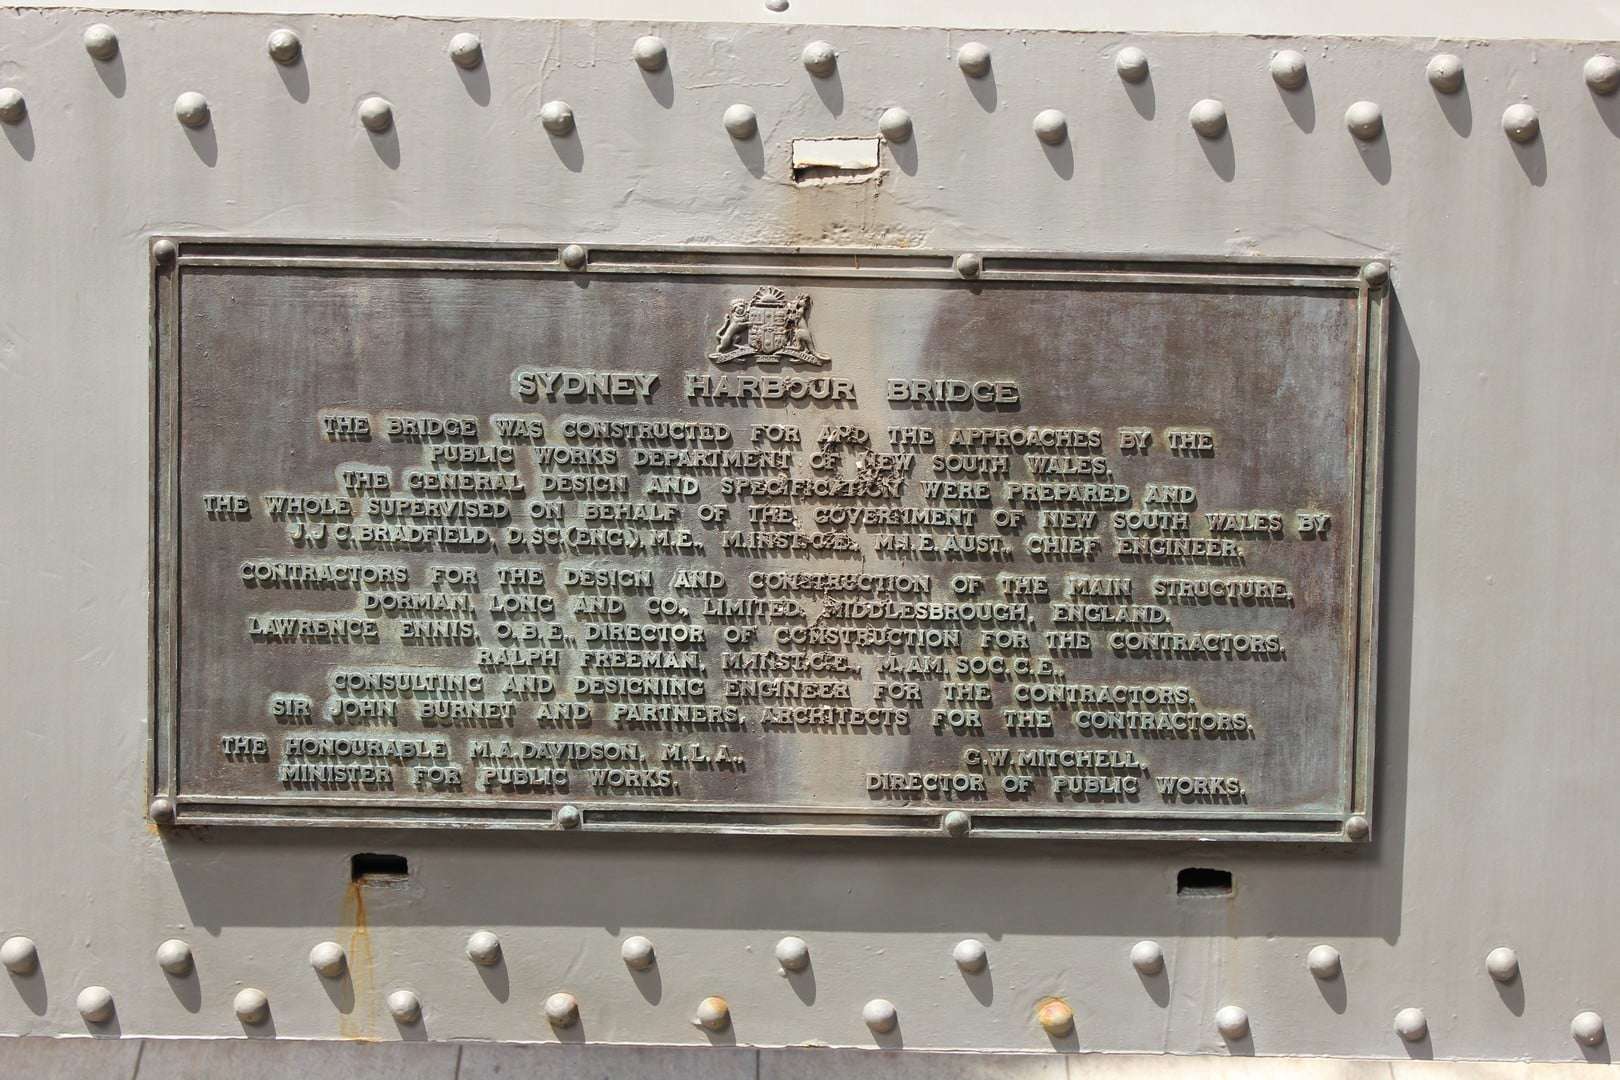 SYDNEY HARBOUR BRIDGE
THE BRIDGE WAS CONSTRUCTED FOR AND THE APPROACHES BY THE
PUBLIC WORKS DEPARTMENT OF NEW SOUTH WALES.
THE GENERAL DESIGN AND SPECIFICATION WERE PREPARED AND
THE WHOLE SUPERVISED ON BEHALF OF THE GOVERNMENT OF NEW SOUTH WALES BY
J.J.C. BRADFIELD, D.SC.(ENG), M.E., M.INST.C.E., M.I.E.AUST., CHIEF ENGINEER.
CONTRACTORS FOR THE DESIGN AND CONSTRUCTION OF THE MAIN STRUCTURE.
DORMAN, LONG AND CO., LIMITED, MIDDLESBROUGH, ENGLAND.
LAWRENCE ENNIS, O.B.E., DIRECTOR OF CONSTRUCTION FOR THE CONTRACTORS.
RALPH FREEMAN, M.INST.C.E., M.AM.SOC.C.E.,
CONSULTING AND DESIGNING ENGINEER FOR THE CONTRACTORS.
SIR JOHN BURNET AND PARTNERS, ARCHITECTS FOR THE CONTRACTORS.
THE HONOURABLE M.A.DAVIDSON, M.L.A.,
MINISTER FOR PUBLIC WORKS.
G.W.MITCHELL,
DIRECTOR OF PUBLIC WORKS.